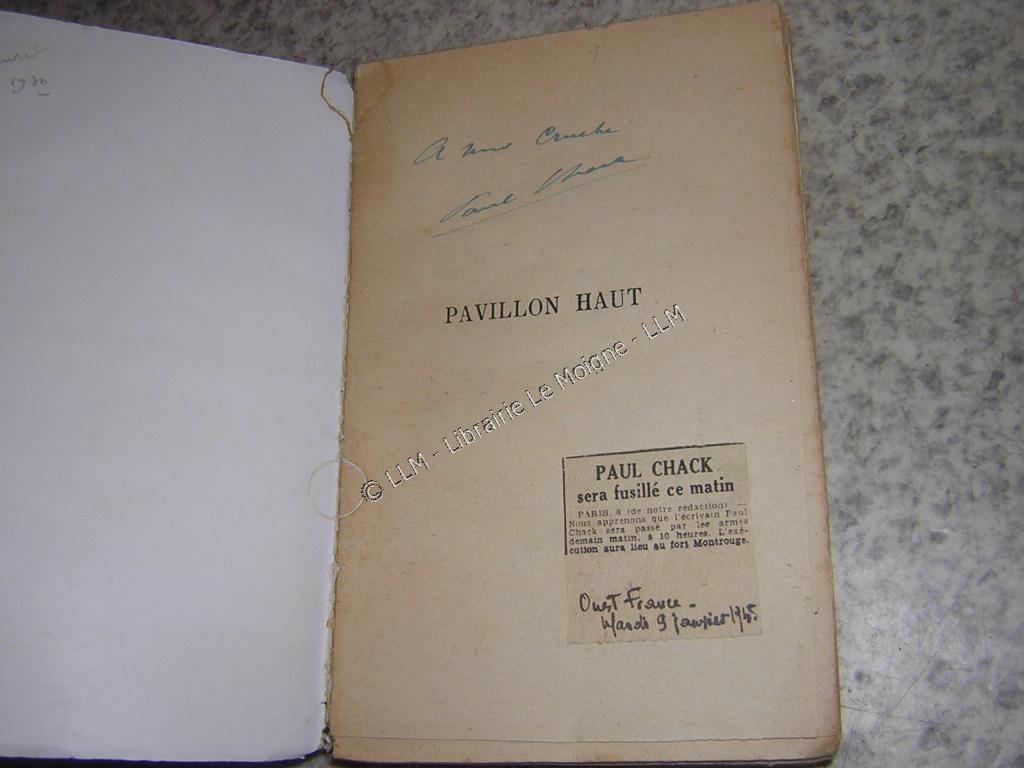 1930
A Mme Cruche
Paul Chack
PAVILLON HAUT
© LLM - Librairie Le Moigne - LLM
PAUL CHACK
sera fusillé ce matin
PARIS, 8 (de notre rédaction). —
Nous apprenons que l'écrivain Paul
Chack sera passé par les armes
demain matin, à 10 heures. L'exé-
cution aura lieu au fort Montrouge.
Ouest France -
Mardi 9 janvier 1945.